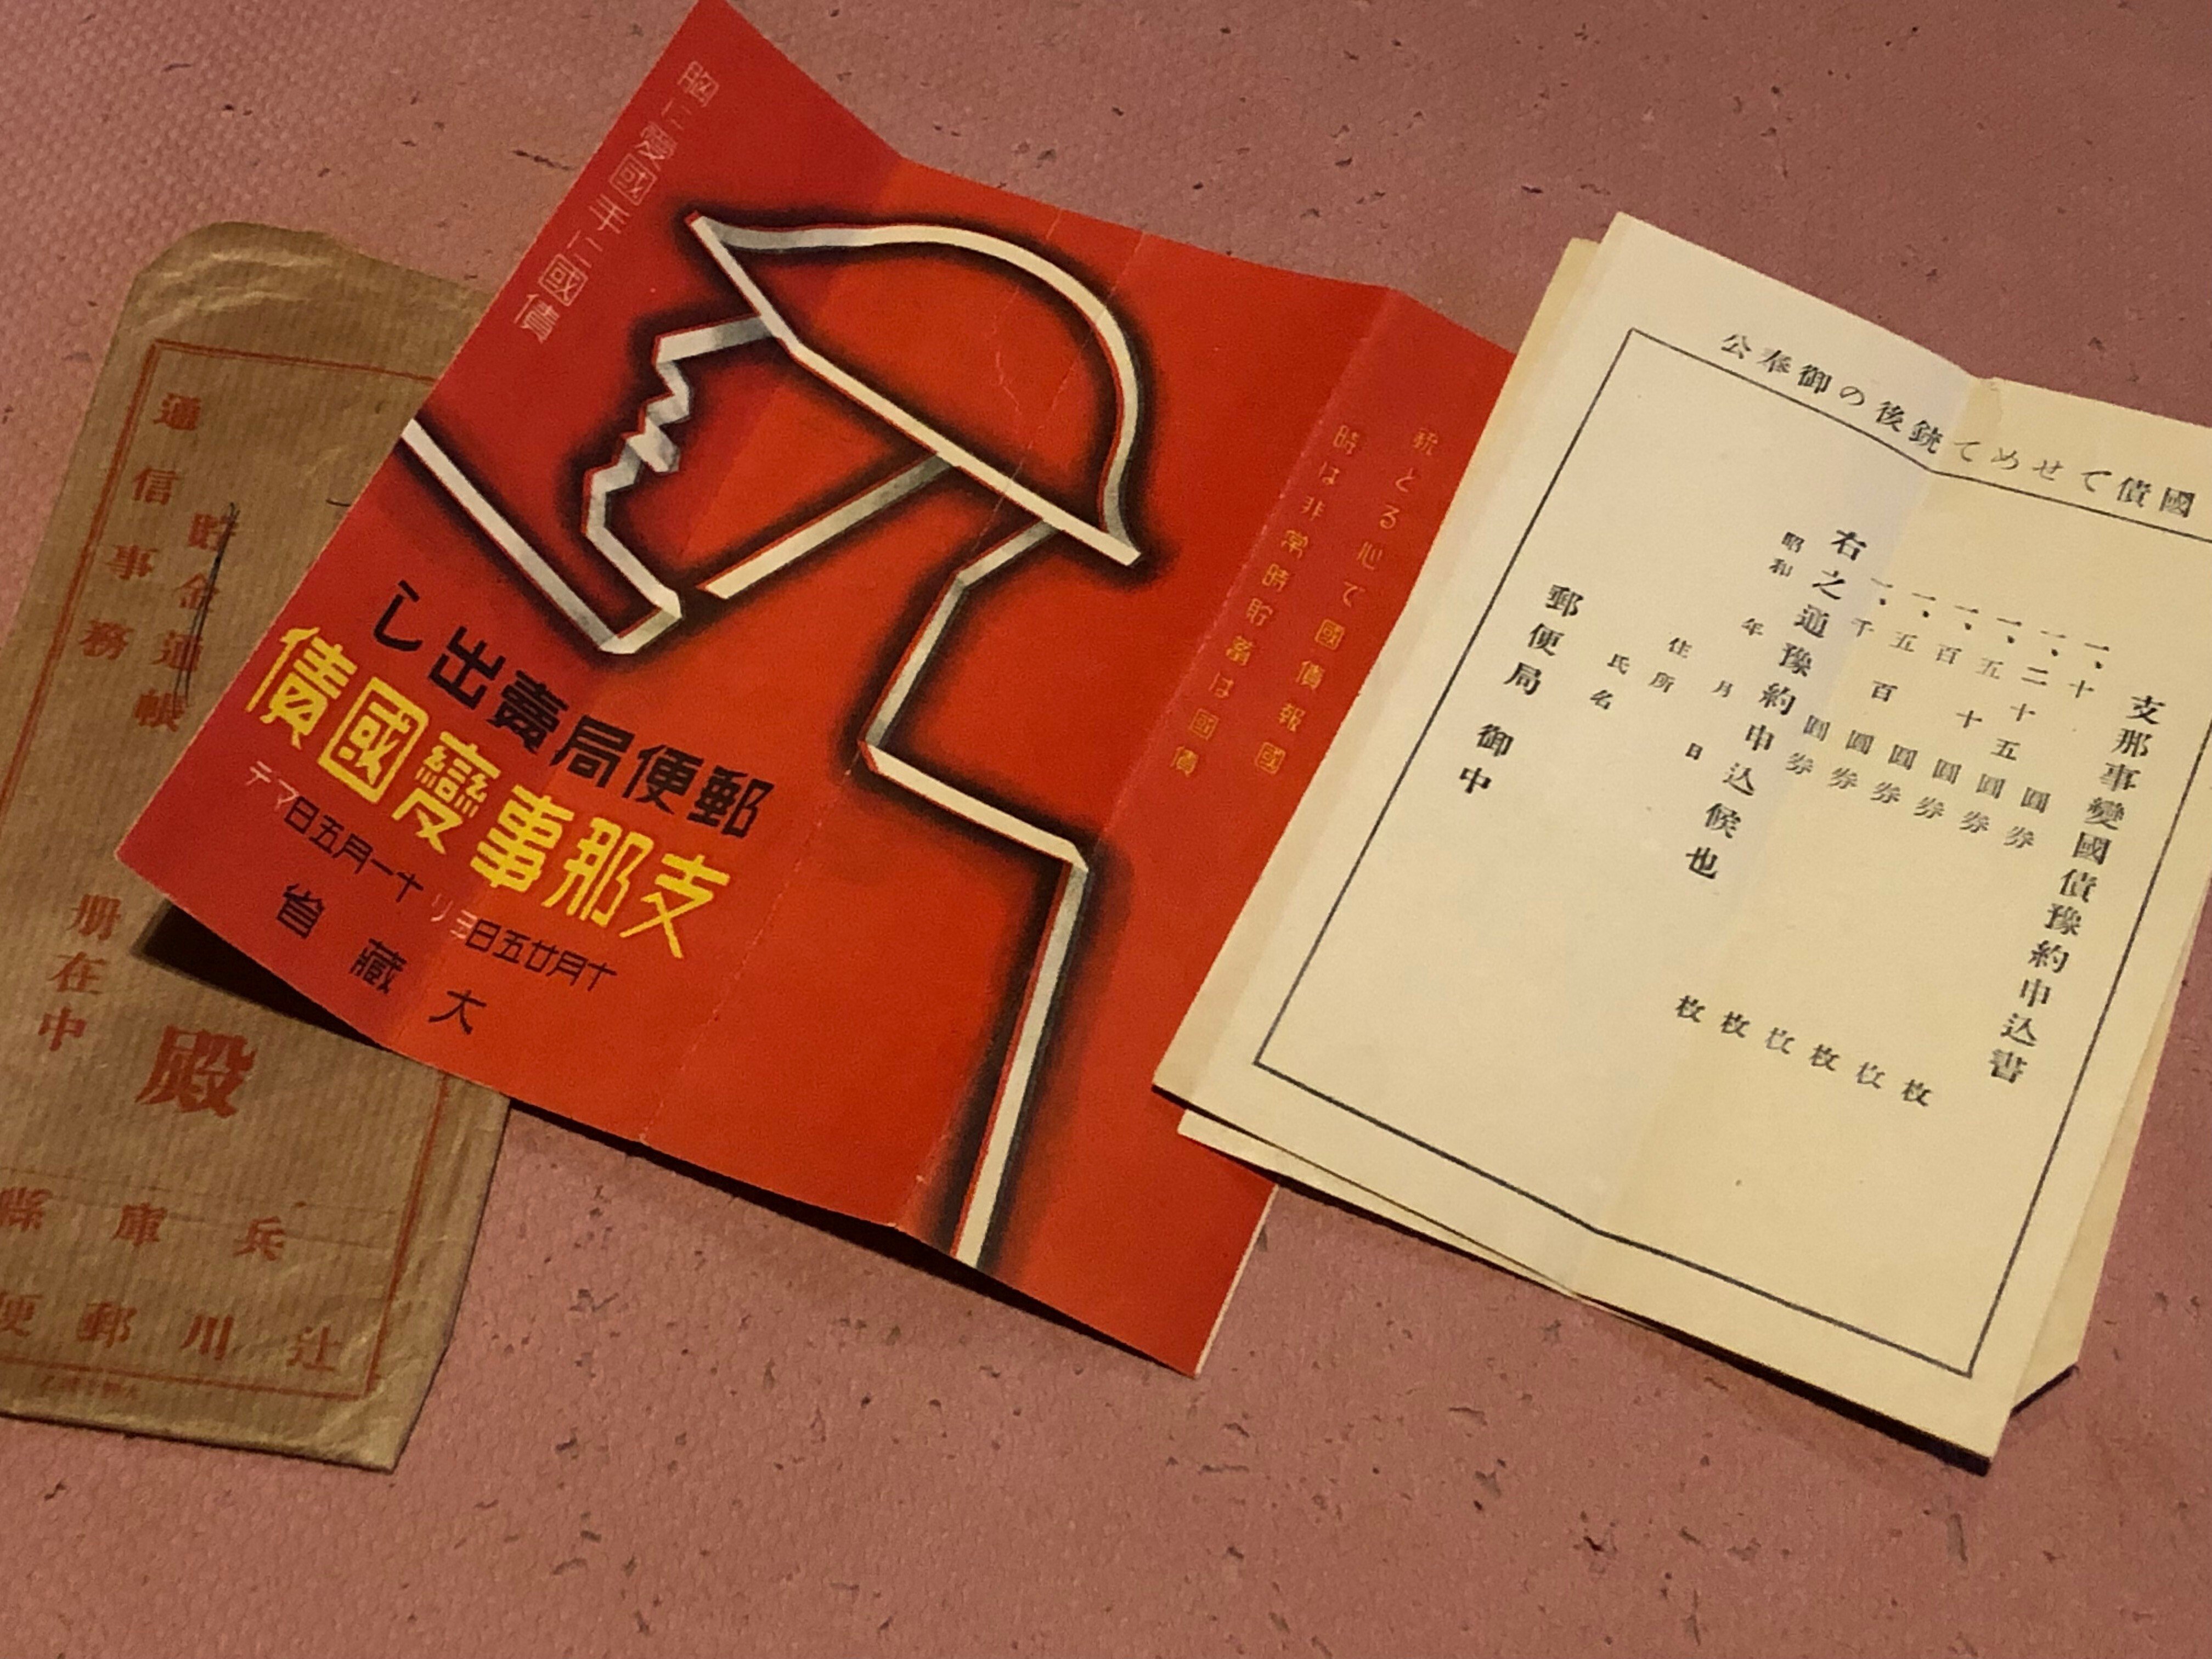 通信事務
貯金通帳
册在中
殿
兵庫縣
辻川郵便
胸に愛國手に國債
銃とる心で國債報國
時は非常時貯蓄は國債
郵便局賣出し
支那事變國債
十月廿五日ヨリ十一月五日マデ
大藏省
國債てせめて銃後の御奉公
支那事變國債豫約申込書
一、十圓券 枚
一、二十五圓券 枚
一、五十圓券 枚
一、百圓券 枚
一、五百圓券 枚
一、千圓券 枚
右之通豫約申込候也
昭和 年 月 日
住所
氏名
郵便局 御中